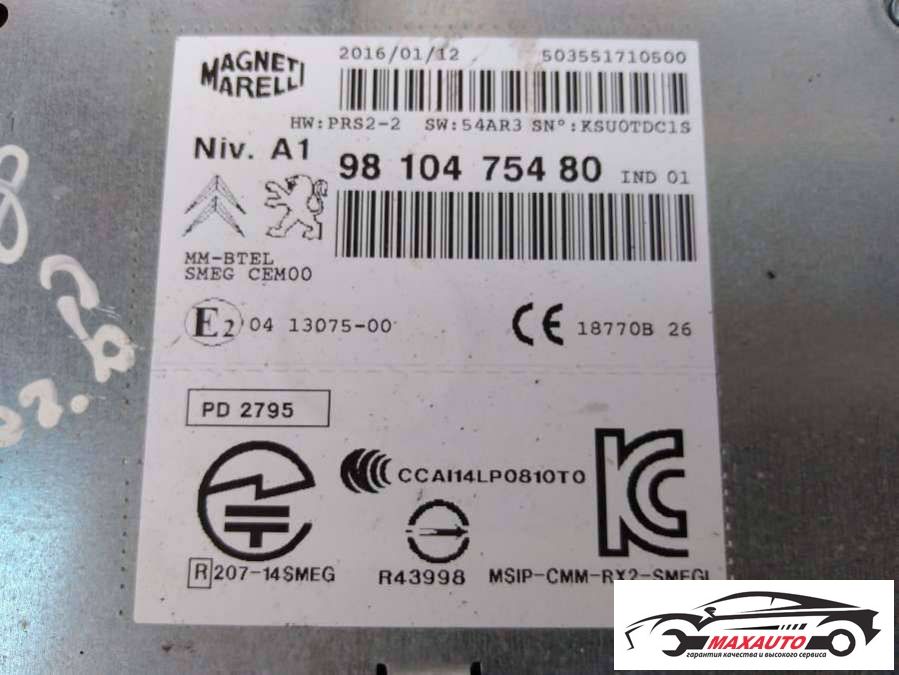 MAGNETI MARELLI
2016/01/12 503551710500
HW:PRS2-2 SW:54AR3 SN°:KSU0TDC1S
Niv. A1
98 104 754 80 IND 01
MM-BTEL
SMEG CEM00
E2 04 13075-00
CE 18770B 26
PD 2795
CCAI14LP0810T0
R 207-14SMEG
R43998
MSIP-CMM-RX2-SMEGI
MAXAUTO
гарантия качества и высокого сервиса